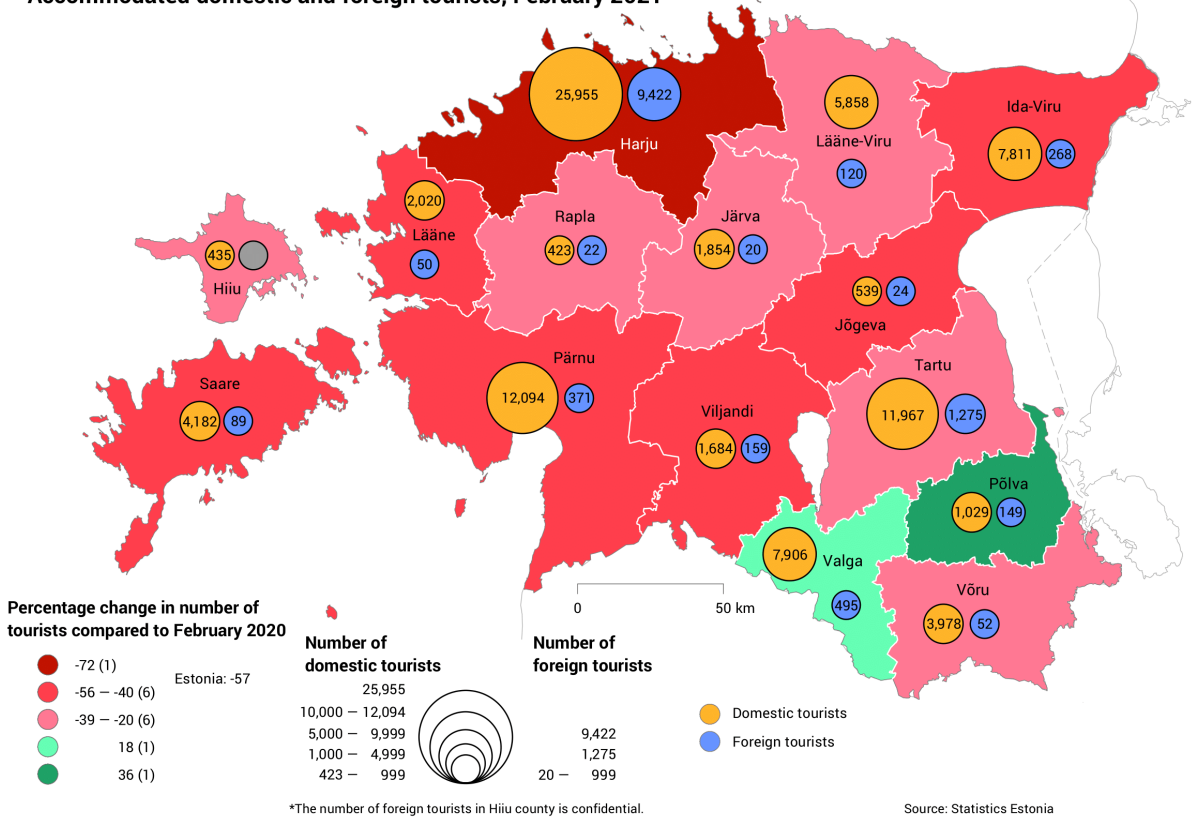 Accommodated domestic and foreign tourists, February 2021
25,955
9,422
Harju
5,858
Lääne-Viru
120
Ida-Viru
7,811
268
2,020
Lääne
50
Rapla
423
22
Järva
1,854
20
435
Hiiu
539
24
Jõgeva
Saare
4,182
89
Pärnu
12,094
371
Viljandi
1,684
159
Tartu
11,967
1,275
Põlva
1,029
149
7,906
Valga
495
Võru
3,978
52
0
50 km
Percentage change in number of
tourists compared to February 2020
-72 (1)
-56 — -40 (6)
-39 — -20 (6)
18 (1)
36 (1)
Estonia: -57
Number of
domestic tourists
25,955
10,000 — 12,094
5,000 — 9,999
1,000 — 4,999
423 — 999
Number of
foreign tourists
9,422
1,275
20 — 999
Domestic tourists
Foreign tourists
*The number of foreign tourists in Hiiu county is confidential.
Source: Statistics Estonia